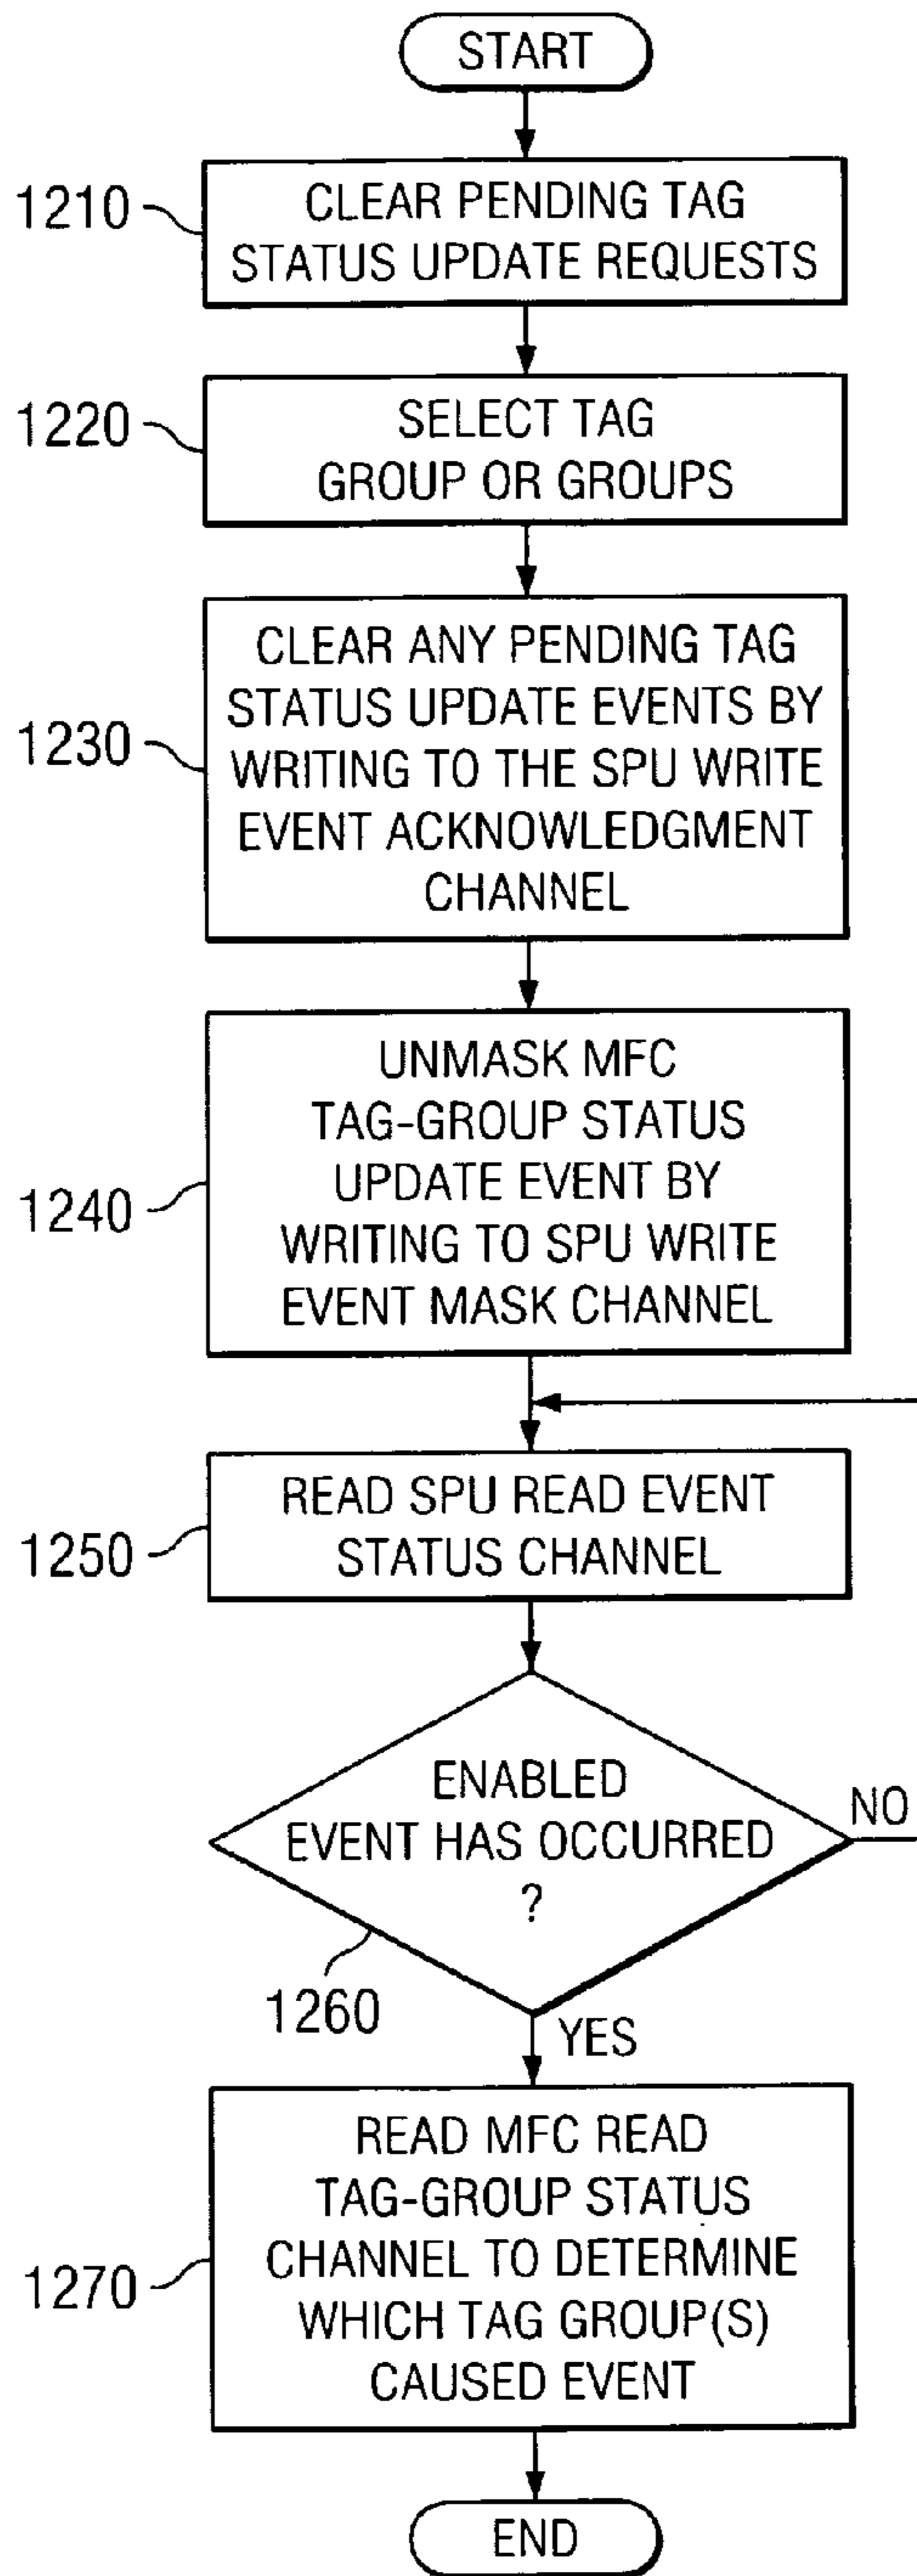 START
1210
CLEAR PENDING TAG
STATUS UPDATE REQUESTS
1220
SELECT TAG
GROUP OR GROUPS
1230
CLEAR ANY PENDING TAG
STATUS UPDATE EVENTS BY
WRITING TO THE SPU WRITE
EVENT ACKNOWLEDGMENT
CHANNEL
1240
UNMASK MFC
TAG-GROUP STATUS
UPDATE EVENT BY
WRITING TO SPU WRITE
EVENT MASK CHANNEL
1250
READ SPU READ EVENT
STATUS CHANNEL
ENABLED
EVENT HAS OCCURRED
?
NO
1260
YES
1270
READ MFC READ
TAG-GROUP STATUS
CHANNEL TO DETERMINE
WHICH TAG GROUP(S)
CAUSED EVENT
END